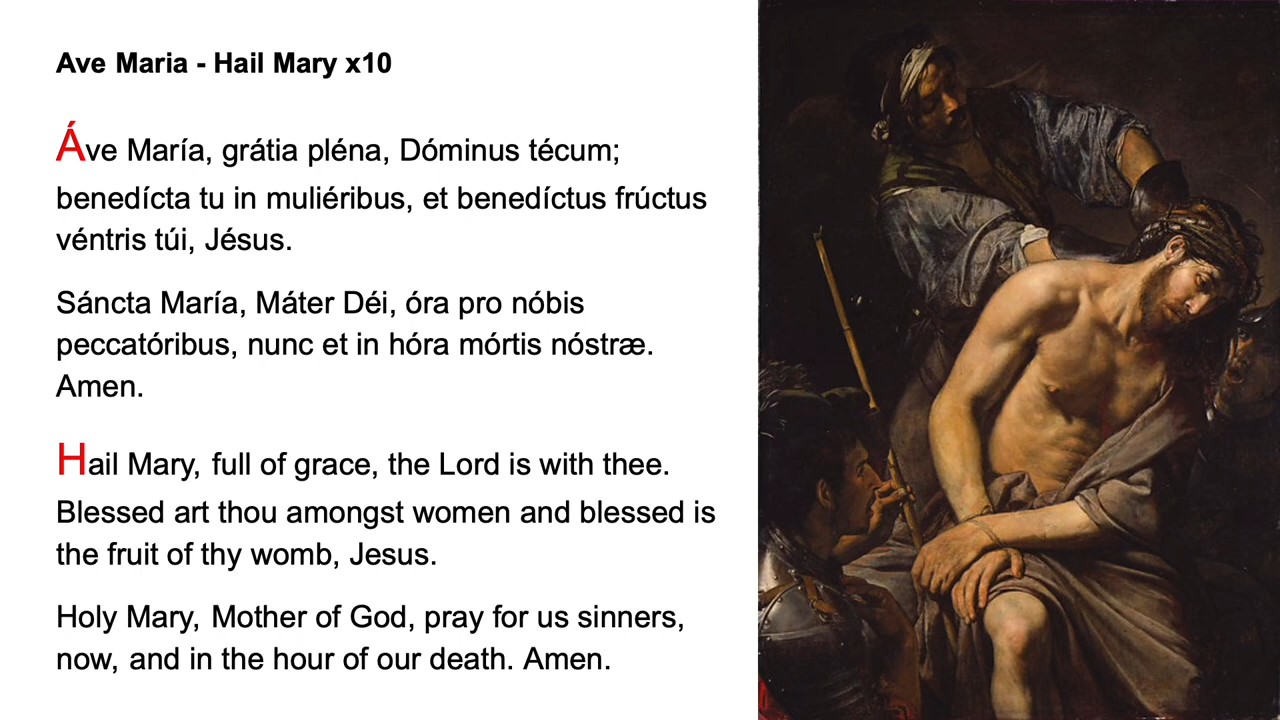 Ave Maria - Hail Mary x10
Áve María, grátia pléna, Dóminus técum;
benedícta tu in muliéribus, et benedíctus frúctus
véntris túi, Jésus.
Sáncta María, Máter Déi, óra pro nóbis
peccatóribus, nunc et in hóra mórtis nóstræ.
Amen.
Hail Mary, full of grace, the Lord is with thee.
Blessed art thou amongst women and blessed is
the fruit of thy womb, Jesus.
Holy Mary, Mother of God, pray for us sinners,
now, and in the hour of our death. Amen.